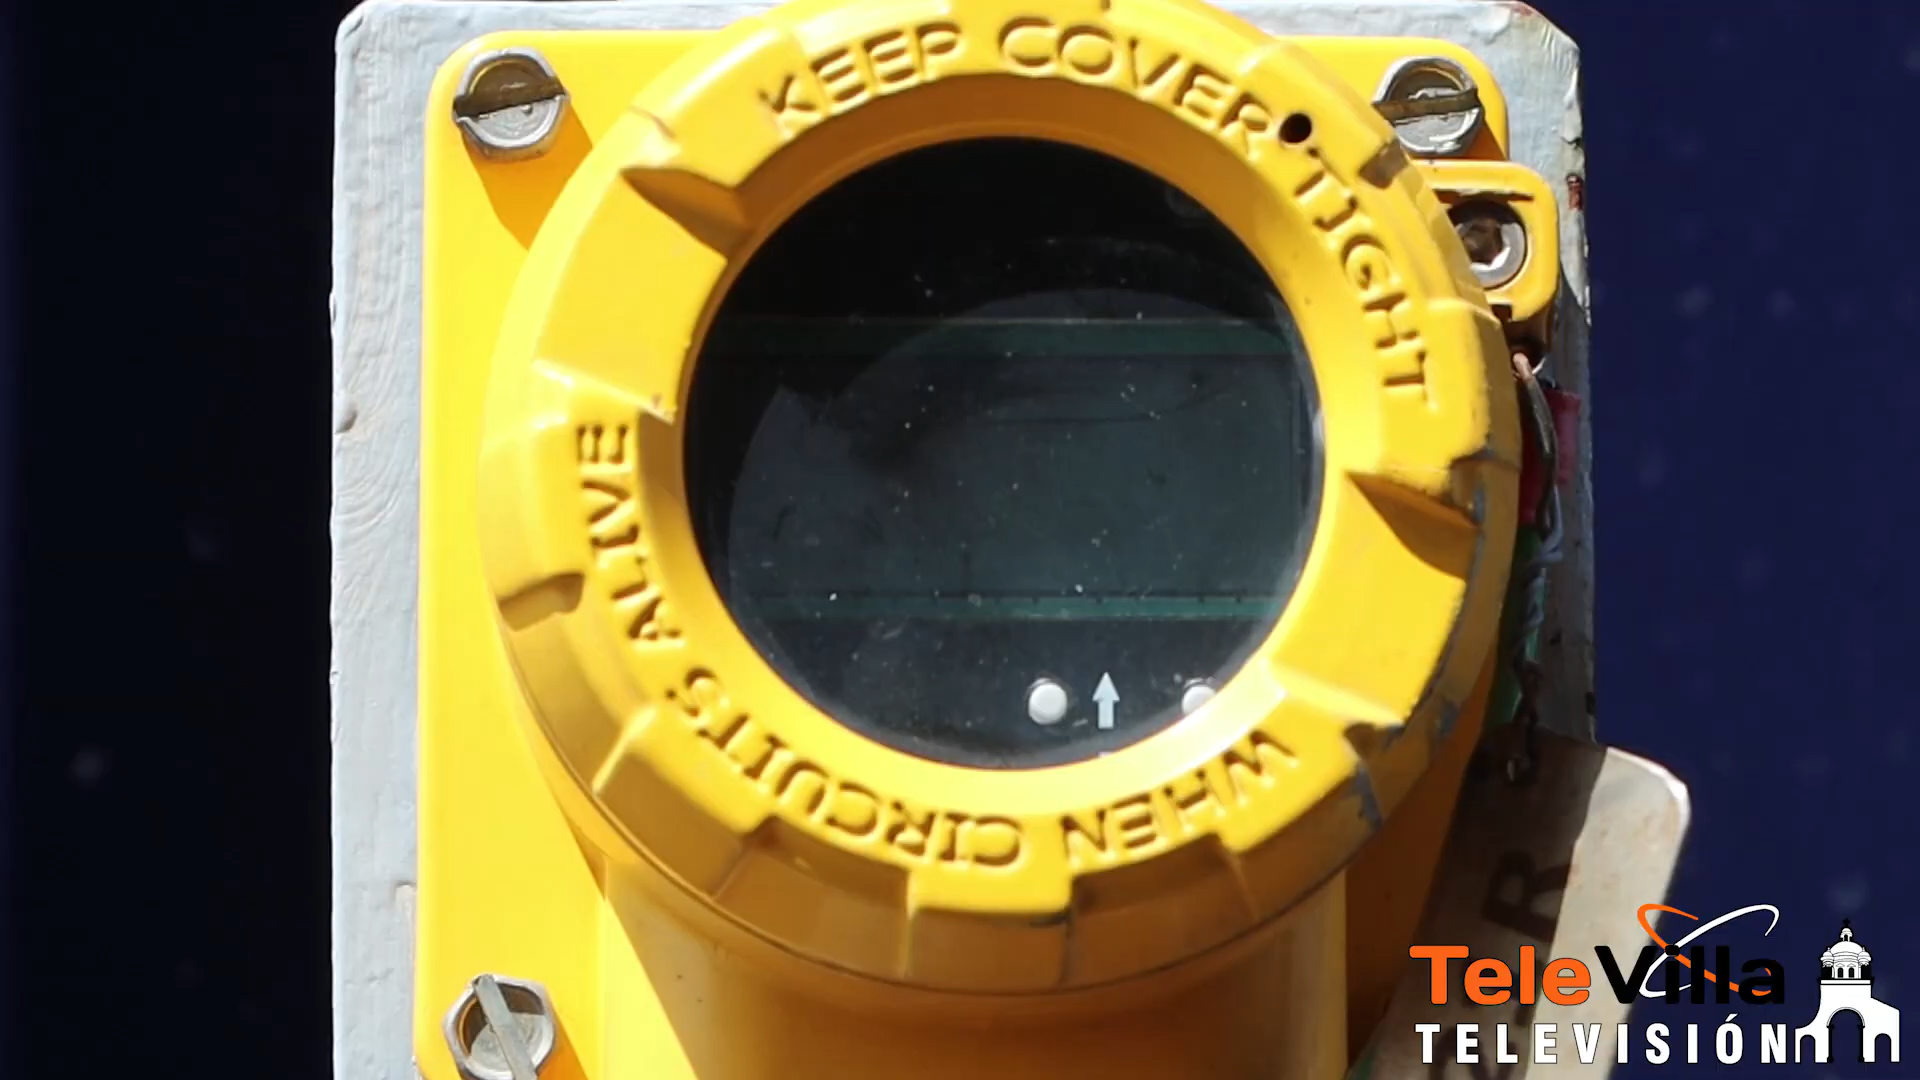 KEEP COVER TIGHT
WHEN CIRCUITS ALIVE
R
TeleVilla
TELEVISIÓN